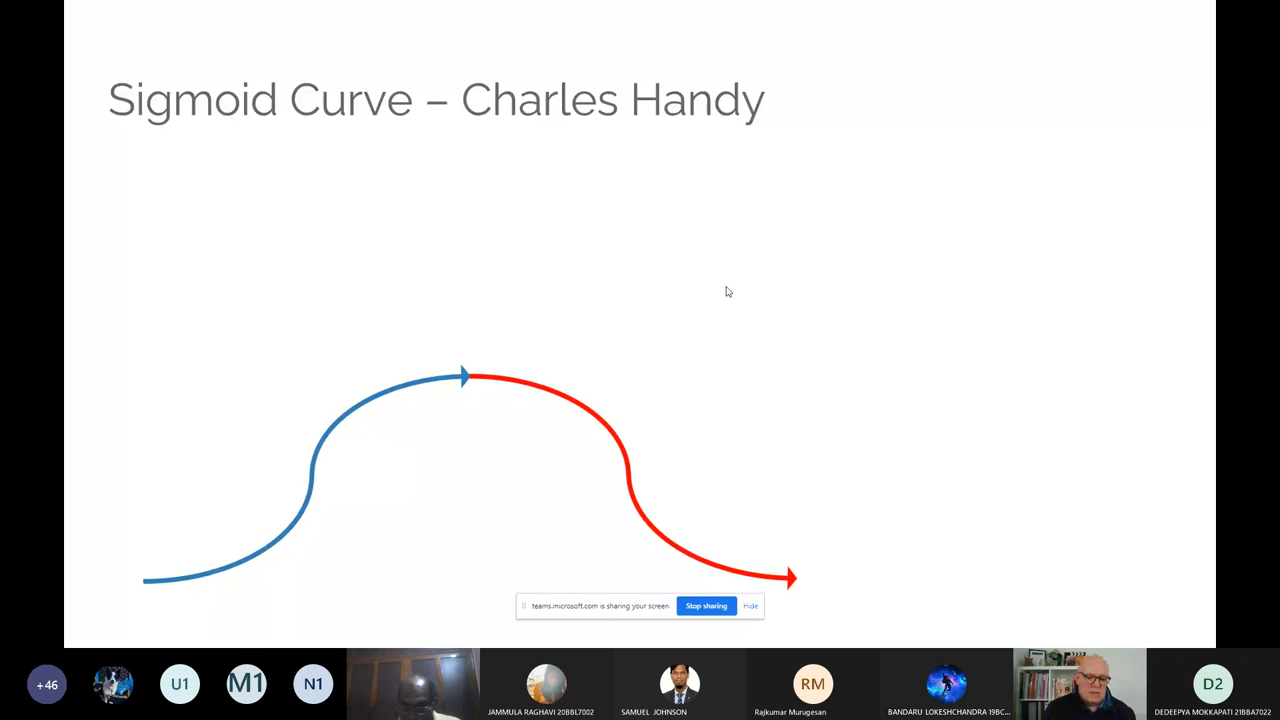 Sigmoid Curve – Charles Handy
teams.microsoft.com is sharing your screen.
Stop sharing
Hide
+46
U1
M1
N1
JAMMULA RAGHAVI 20BBL7002
SAMUEL JOHNSON
RM
Rajkumar Murugesan
BANDARU LOKESHCHANDRA 19BC...
D2
DEDEEPYA MOKKAPATI 21BBA7022